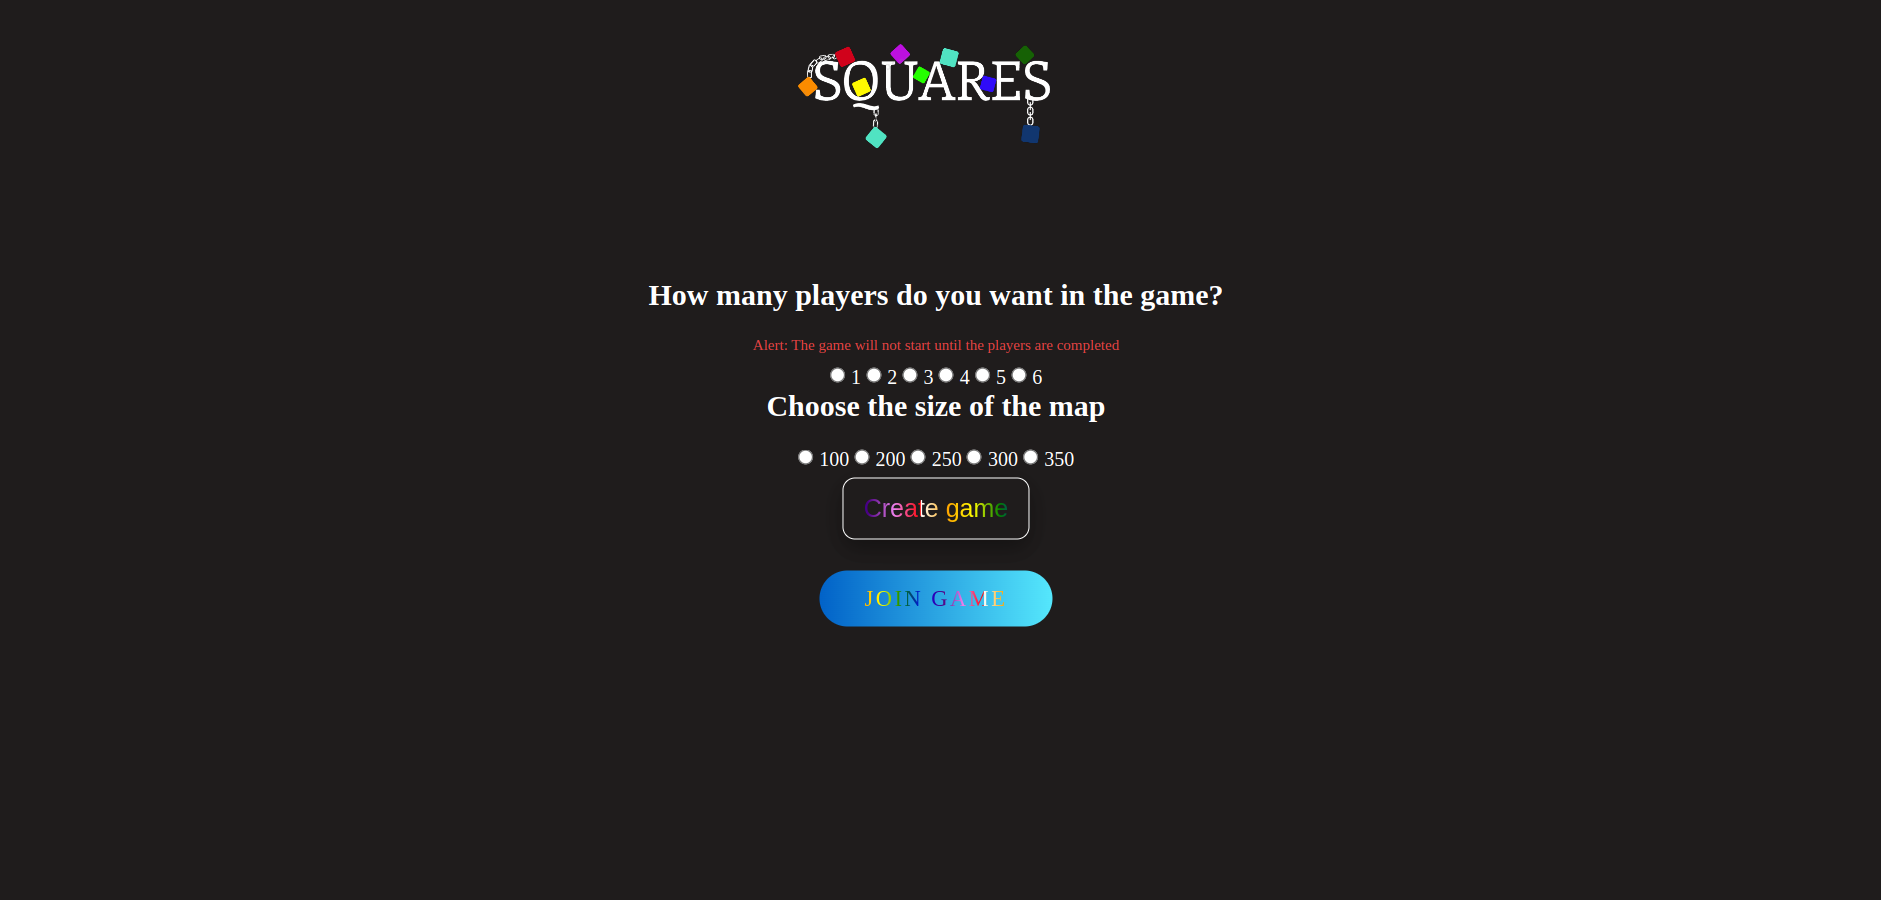 SQUARES
How many players do you want in the game?
Alert: The game will not start until the players are completed
1 2 3 4 5 6
Choose the size of the map
100 200 250 300 350
Create game
JOIN GAME